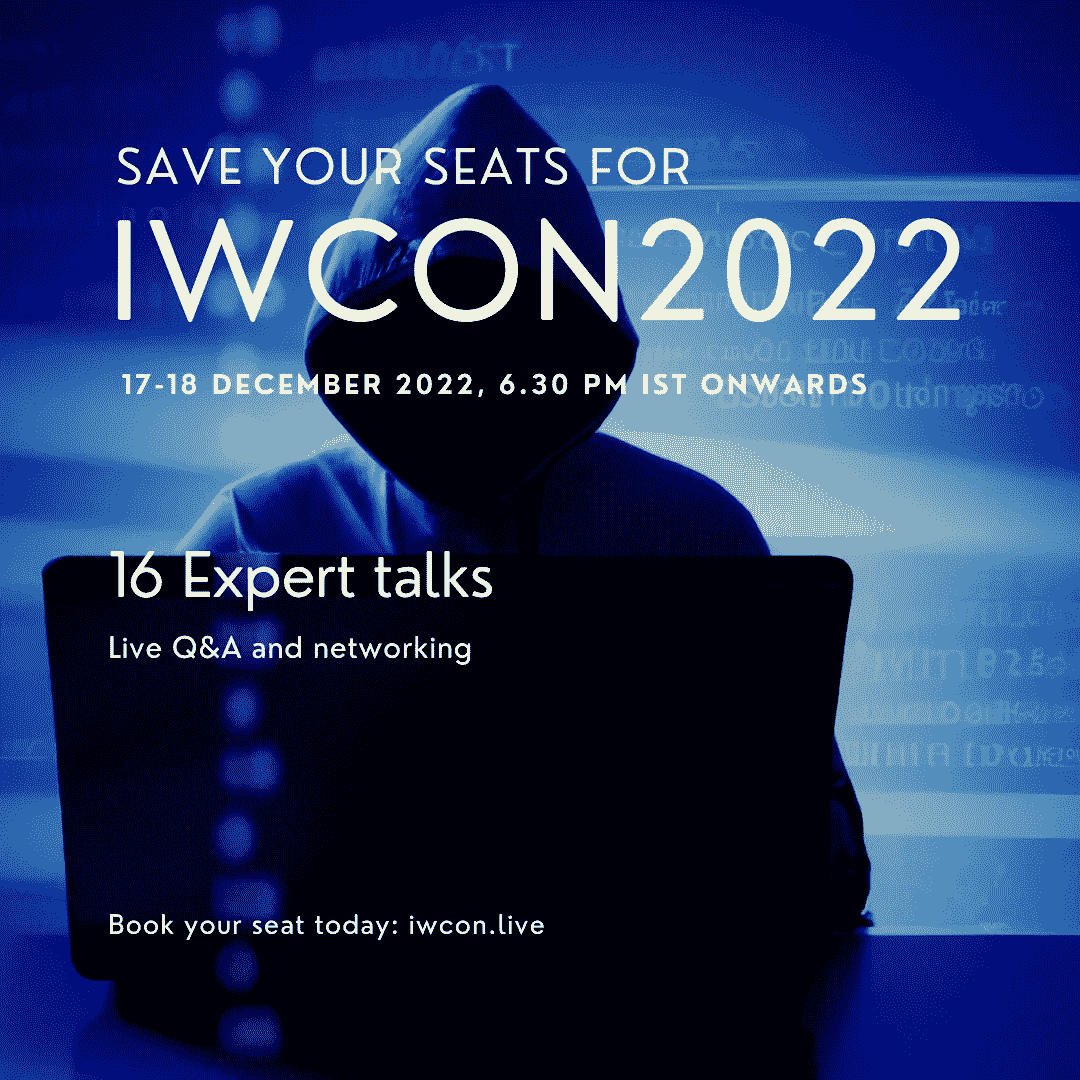 SAVE YOUR SEATS FOR
IWCON2022
17-18 DECEMBER 2022, 6.30 PM IST ONWARDS
16 Expert talks
Live Q&A and networking
Book your seat today: iwcon.live